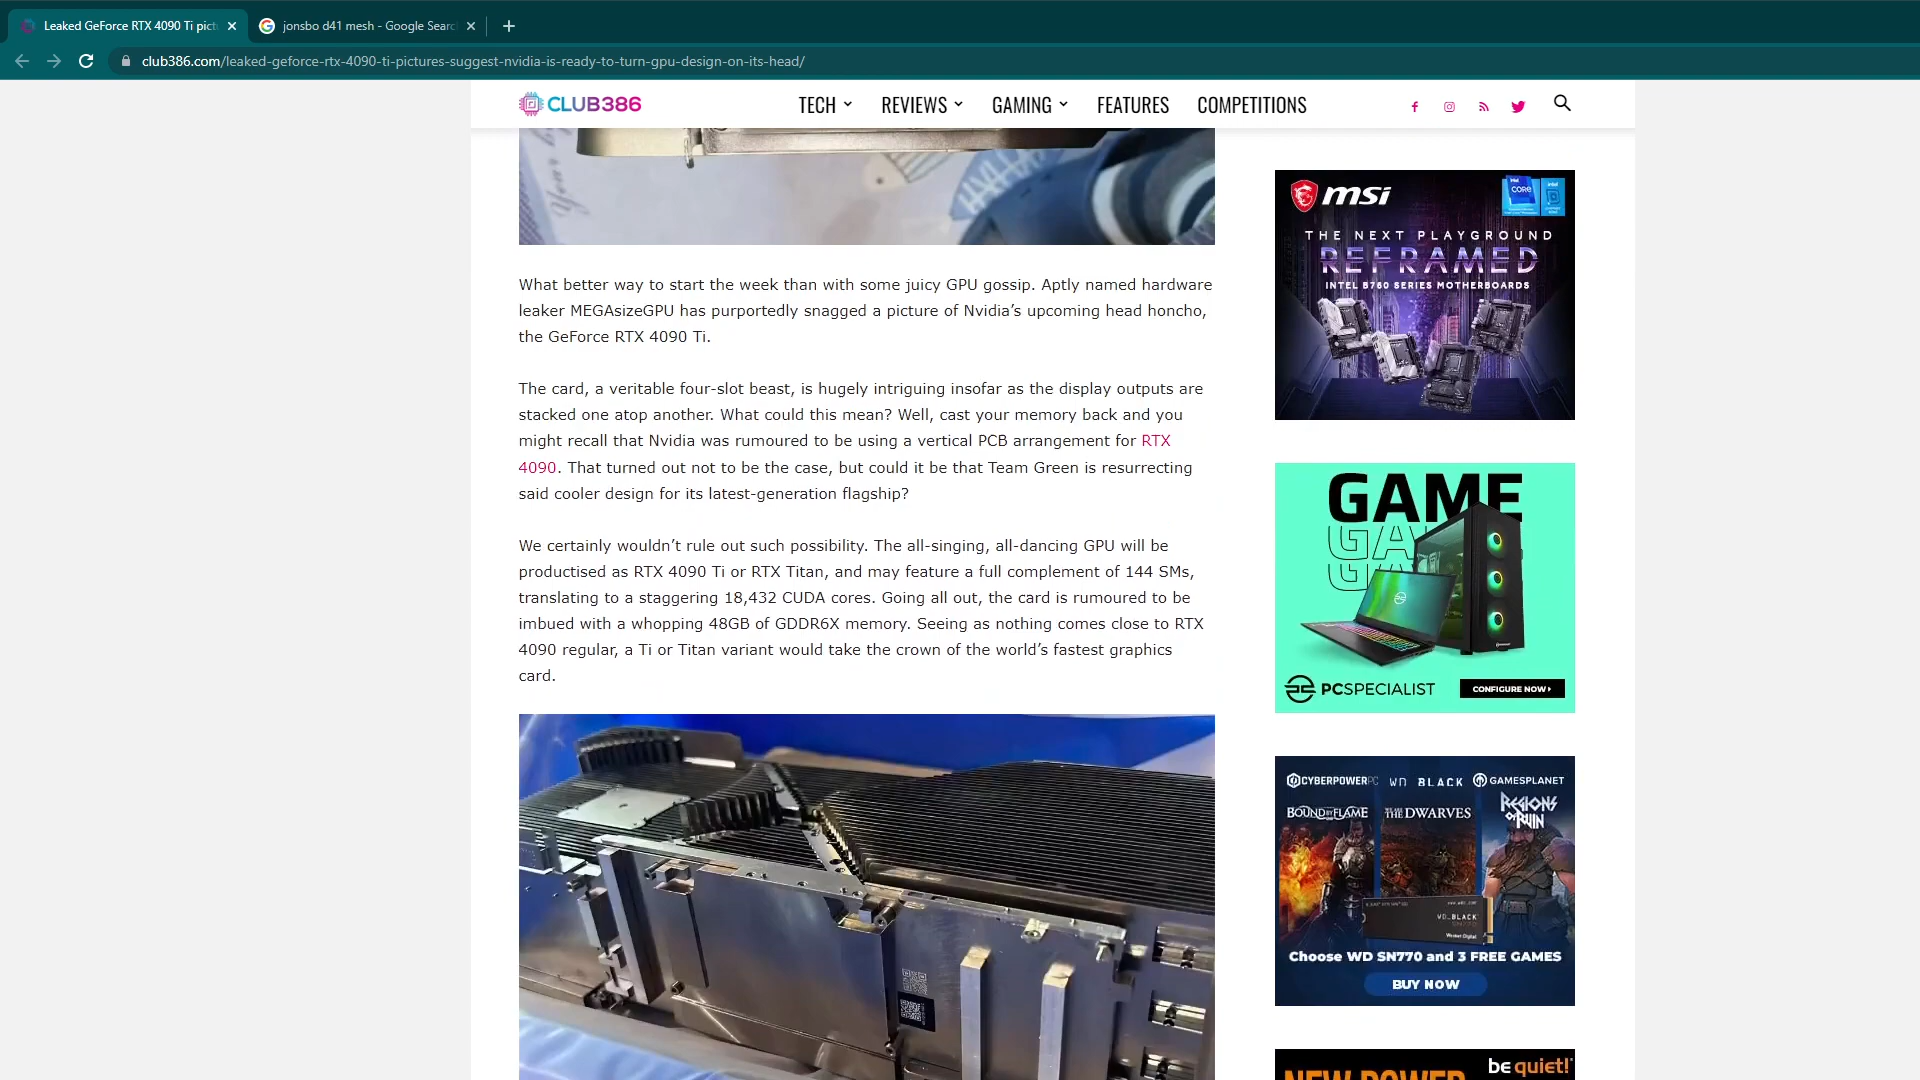 Leaked GeForce RTX 4090 Ti pict
jonsbo d41 mesh - Google Searc
club386.com/leaked-geforce-rtx-4090-ti-pictures-suggest-nvidia-is-ready-to-turn-gpu-design-on-its-head/
CLUB386
TECH
REVIEWS
GAMING
FEATURES
COMPETITIONS
What better way to start the week than with some juicy GPU gossip. Aptly named hardware
leaker MEGAsizeGPU has purportedly snagged a picture of Nvidia’s upcoming head honcho,
the GeForce RTX 4090 Ti.
The card, a veritable four-slot beast, is hugely intriguing insofar as the display outputs are
stacked one atop another. What could this mean? Well, cast your memory back and you
might recall that Nvidia was rumoured to be using a vertical PCB arrangement for RTX
4090. That turned out not to be the case, but could it be that Team Green is resurrecting
said cooler design for its latest-generation flagship?
We certainly wouldn’t rule out such possibility. The all-singing, all-dancing GPU will be
productised as RTX 4090 Ti or RTX Titan, and may feature a full complement of 144 SMs,
translating to a staggering 18,432 CUDA cores. Going all out, the card is rumoured to be
imbued with a whopping 48GB of GDDR6X memory. Seeing as nothing comes close to RTX
4090 regular, a Ti or Titan variant would take the crown of the world’s fastest graphics
card.
msi
intel
CORE
intel
THE NEXT PLAYGROUND
REFRAMED
INTEL B760 SERIES MOTHERBOARDS
GAME
GA
GA
PCSPECIALIST
CONFIGURE NOW
CYBERPOWERPC
WD_BLACK
GAMESPLANET
BOUND BY FLAME
WE ARE THE DWARVES
REGIONS OF RUIN
WD_BLACK
SN770
Western Digital
Choose WD SN770 and 3 FREE GAMES
BUY NOW
be quiet!
NEW POWER